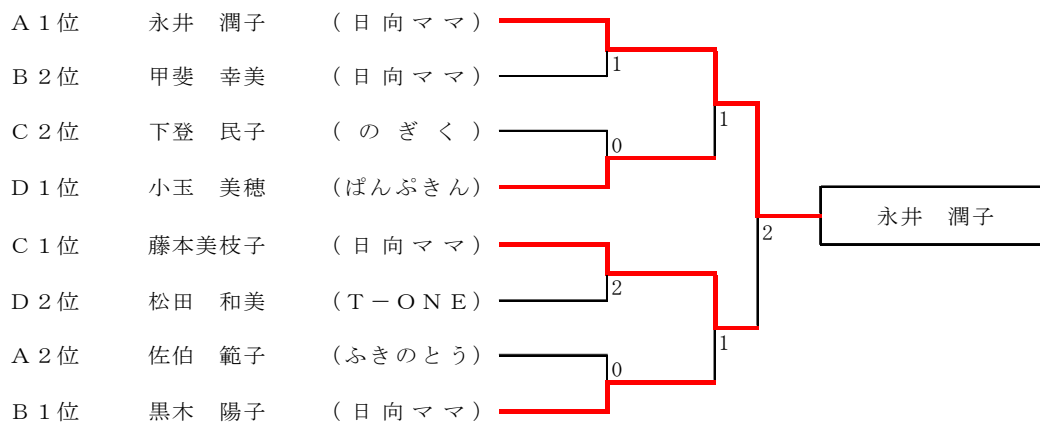 Ａ１位 永井 潤子 (日向ママ)
1
Ｂ２位 甲斐 幸美 (日向ママ)
1
Ｃ２位 下登 民子 (のぎく)
0
Ｄ１位 小玉 美穂 (ぱんぷきん)
永井 潤子
2
Ｃ１位 藤本美枝子 (日向ママ)
2
Ｄ２位 松田 和美 (Ｔ－ＯＮＥ)
1
Ａ２位 佐伯 範子 (ふきのとう)
0
Ｂ１位 黒木 陽子 (日向ママ)